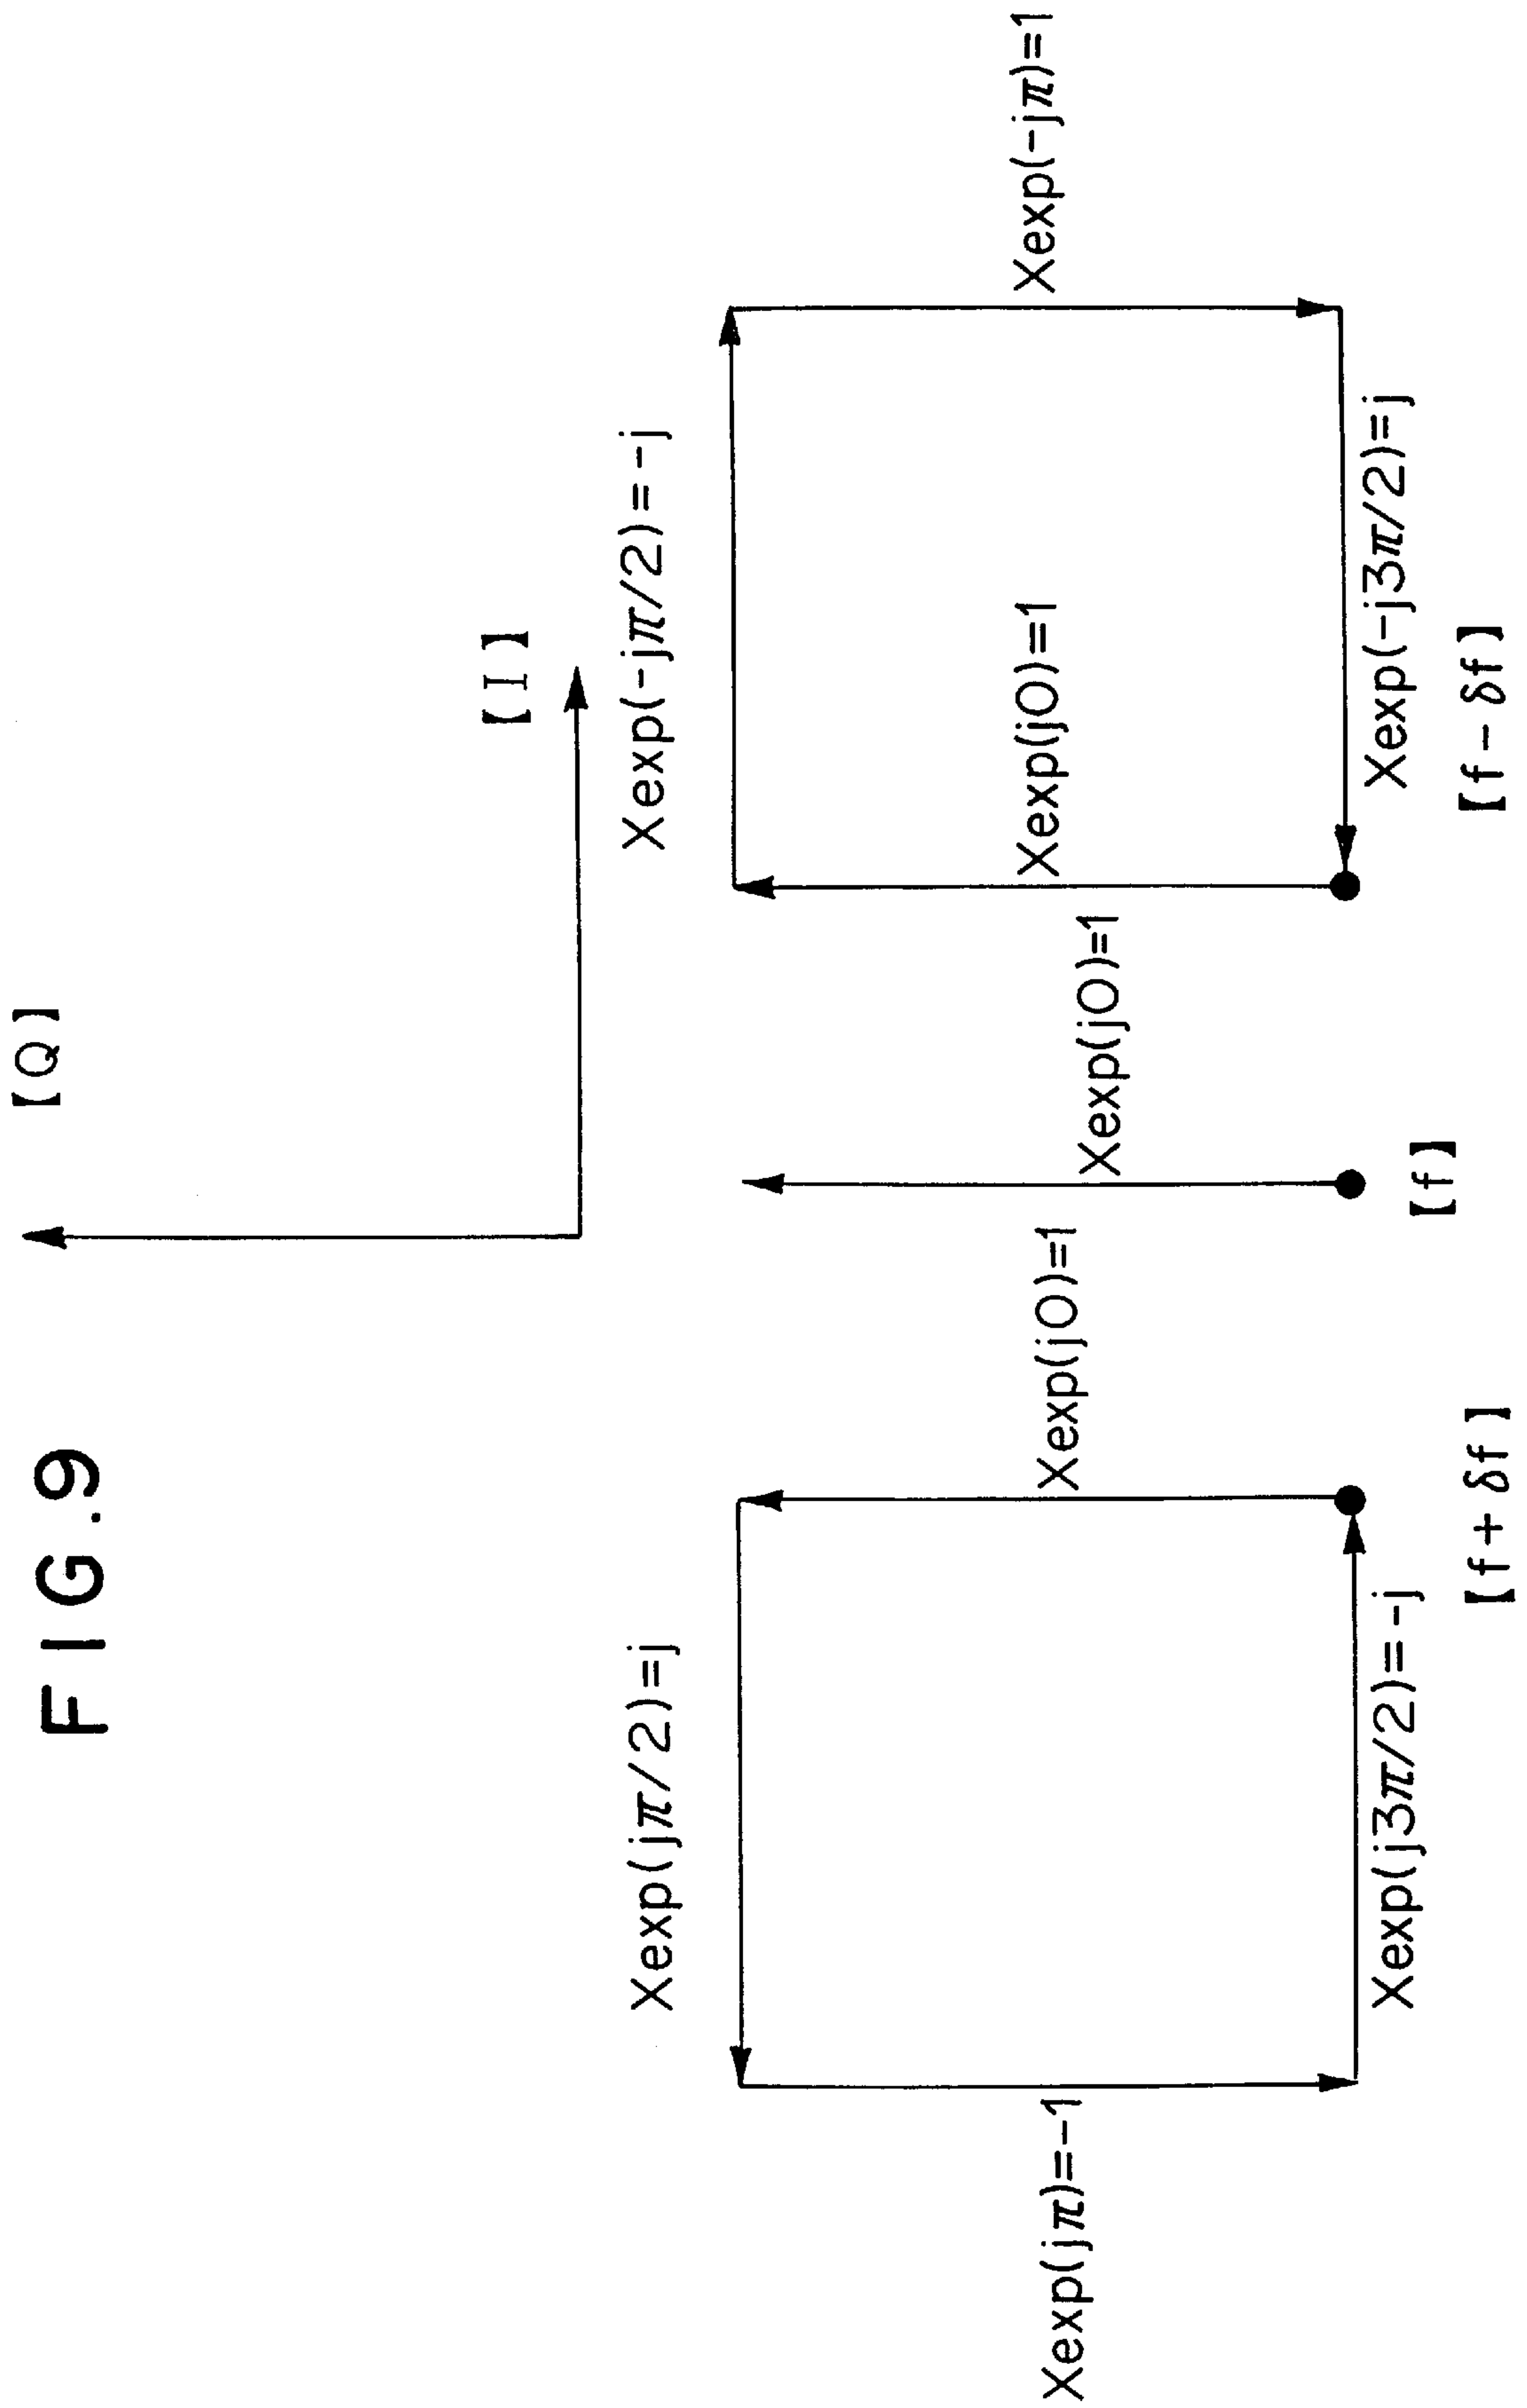 FIG.9
【Q】
【I】
Xexp(jπ/2)=j
Xexp(-jπ/2)=-j
Xexp(jπ)=-1
Xexp(j0)=1
Xexp(j0)=1
Xexp(j0)=1
Xexp(-jπ)=1
Xexp(j3π/2)=-j
Xexp(-j3π/2)=j
【f+δf】
【f】
【f-δf】